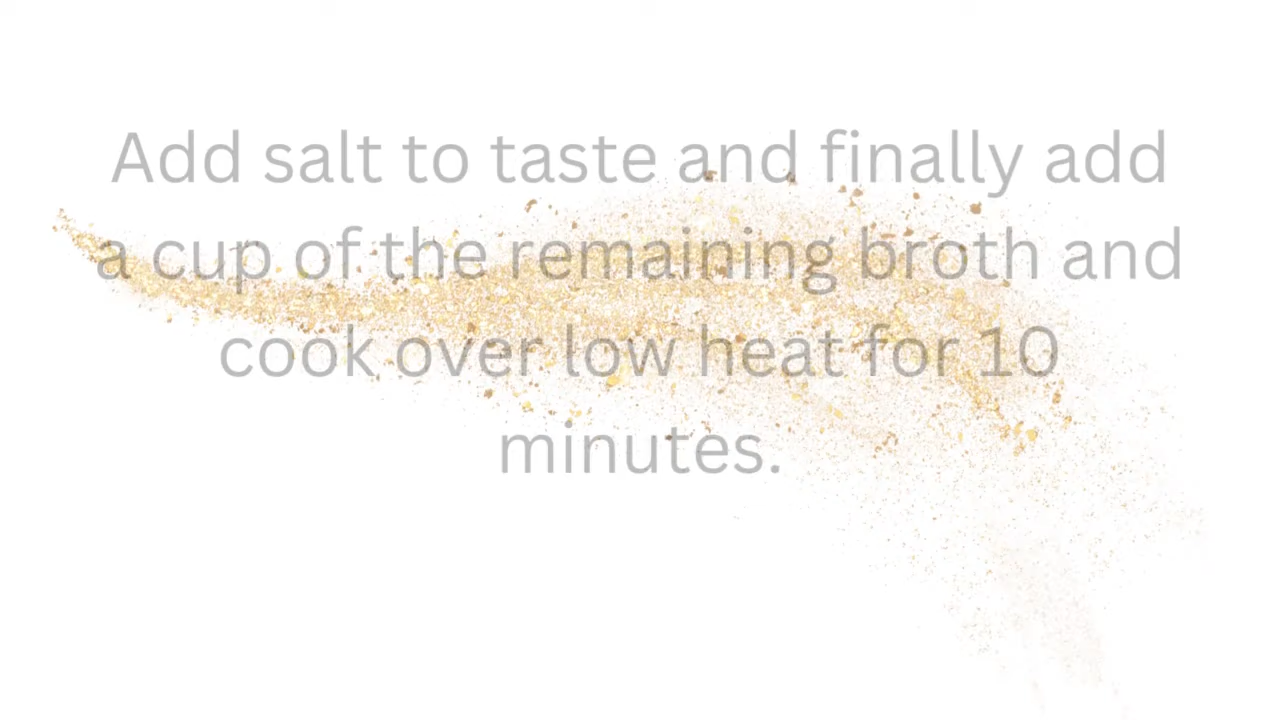 Add salt to taste and finally add
a cup of the remaining broth and
cook over low heat for 10
minutes.